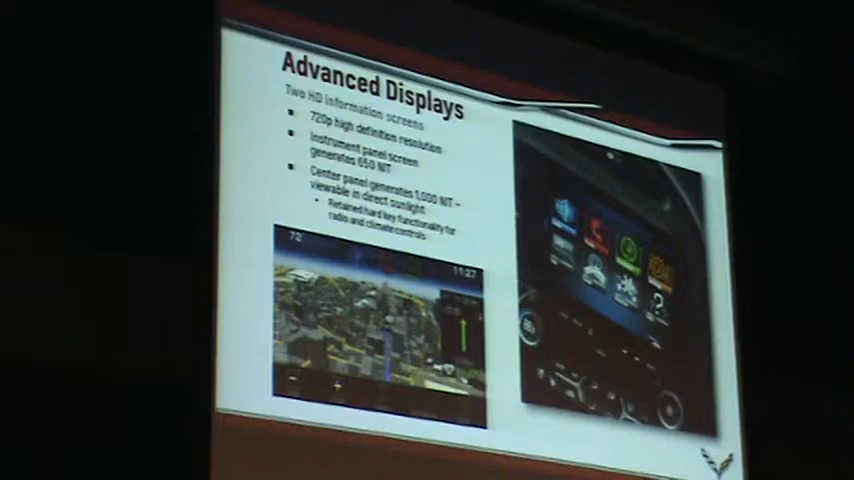 Advanced Displays
Two HD information screens
720p high definition resolution
Instrument panel screen
generates 650 NIT
Center panel generates 1,000 NIT –
viewable in direct sunlight
Retained hard key functionality for
radio and climate controls
72
11:27